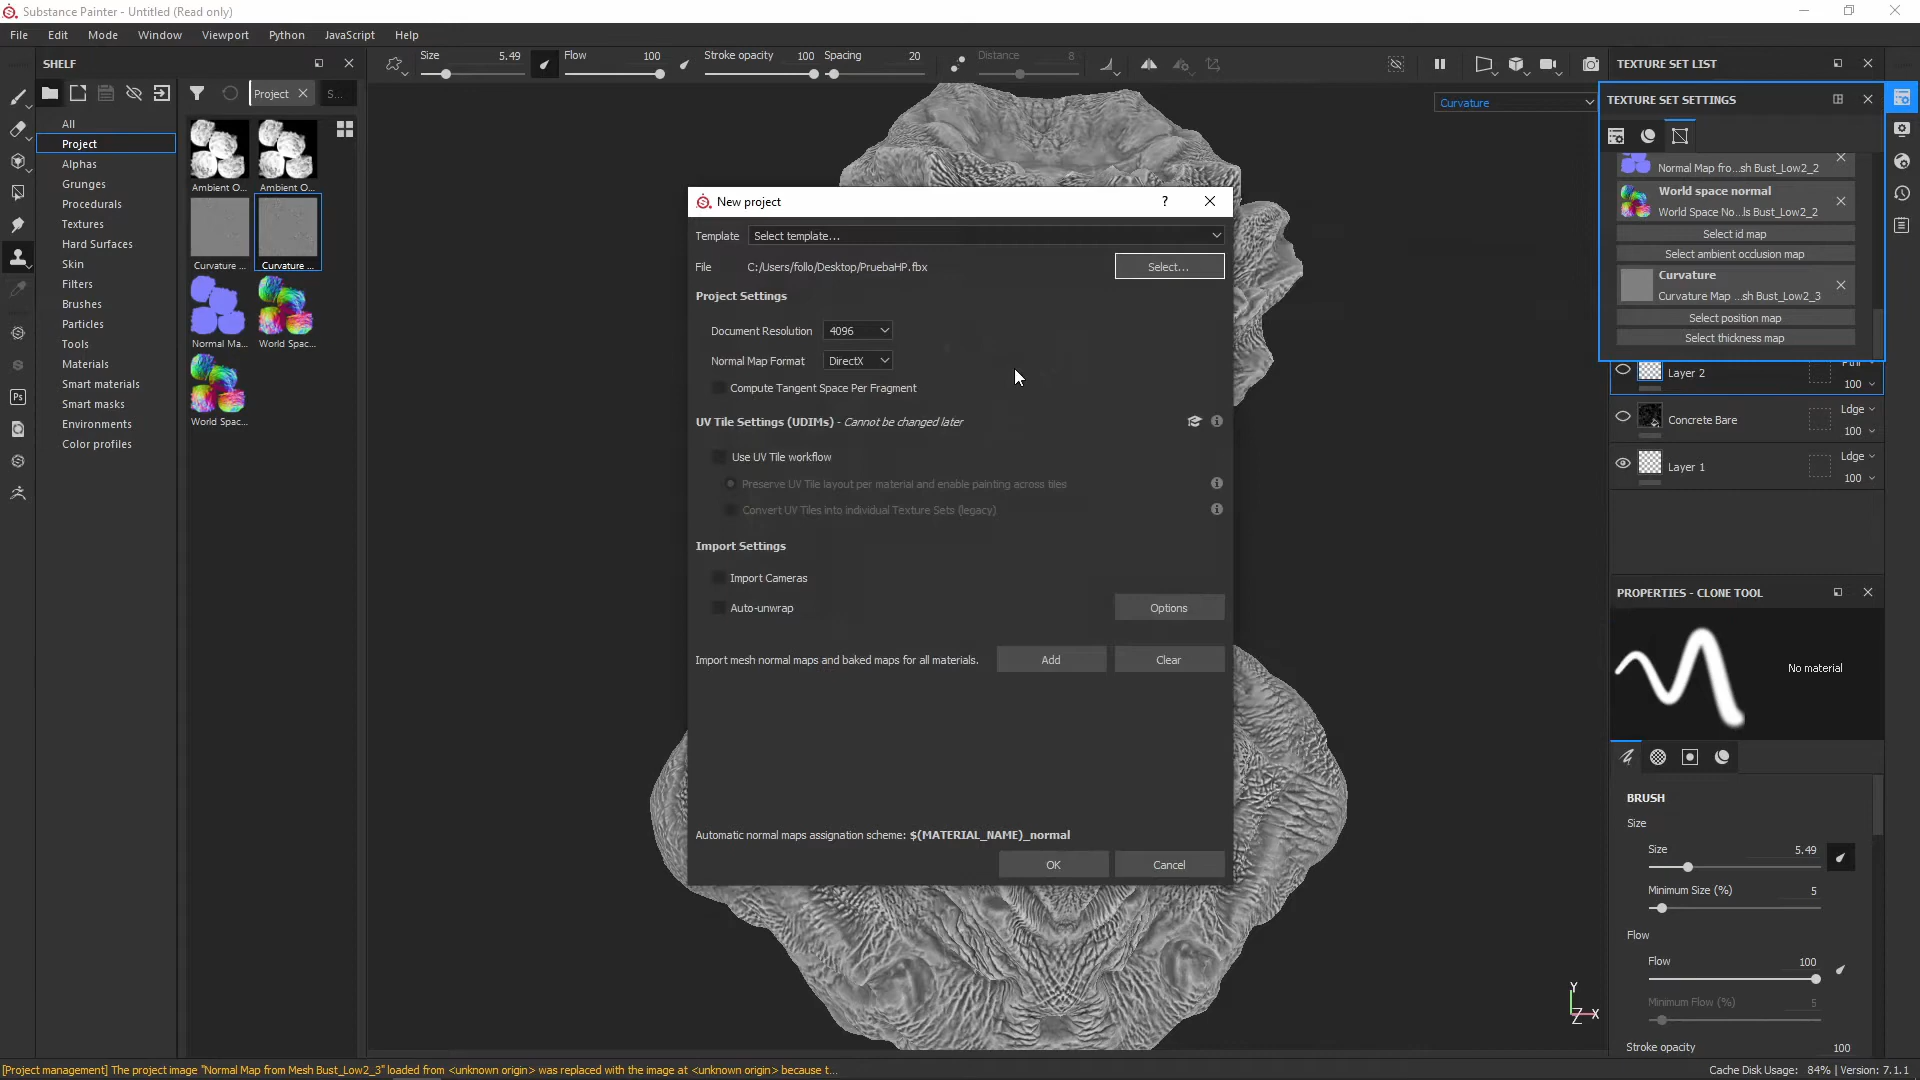 Substance Painter - Untitled (Read only)
File Edit Mode Window Viewport Python JavaScript Help
SHELF
Size 5.49
Flow 100
Stroke opacity 100
Spacing 20
Distance 8
Project
S...
All
Project
Alphas
Grunges
Procedurals
Textures
Hard Surfaces
Skin
Filters
Brushes
Particles
Tools
Materials
Smart materials
Smart masks
Environments
Color profiles
Ambient O...
Ambient O...
Curvature ...
Curvature ...
Normal Ma...
World Spac...
World Spac...
Curvature
New project
?
Template Select template...
File C:/Users/follo/Desktop/PruebaHP.fbx Select...
Project Settings
Document Resolution 4096
Normal Map Format DirectX
Compute Tangent Space Per Fragment
UV Tile Settings (UDIMs) - Cannot be changed later
Use UV Tile workflow
Preserve UV Tile layout per material and enable painting across tiles
Convert UV Tiles into individual Texture Sets (legacy)
Import Settings
Import Cameras
Auto-unwrap
Options
Import mesh normal maps and baked maps for all materials. Add Clear
Automatic normal maps assignation scheme: $(MATERIAL_NAME)_normal
OK Cancel
TEXTURE SET LIST
TEXTURE SET SETTINGS
Normal Map fro...sh Bust_Low2_2
World space normal
World Space No...ls Bust_Low2_2
Select id map
Select ambient occlusion map
Curvature
Curvature Map ...sh Bust_Low2_3
Select position map
Select thickness map
Layer 2
100
Concrete Bare
Ldge
100
Layer 1
Ldge
100
PROPERTIES - CLONE TOOL
No material
BRUSH
Size
Size 5.49
Minimum Size (%) 5
Flow
Flow 100
Minimum Flow (%) 5
Stroke opacity 100
Y
Z X
Ps
[Project management] The project image "Normal Map from Mesh Bust_Low2_3" loaded from <unknown origin> was replaced with the image at <unknown origin> because t...
Cache Disk Usage: 84% | Version: 7.1.1